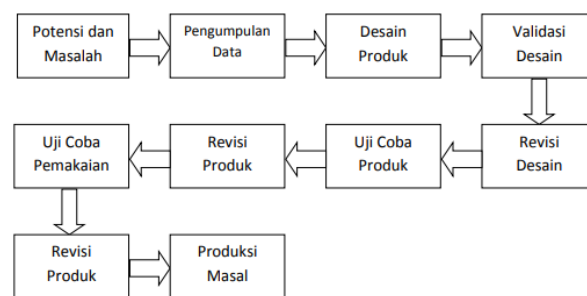 Potensi dan
Masalah
Pengumpulan
Data
Desain
Produk
Validasi
Desain
Revisi
Desain
Uji Coba
Produk
Revisi
Produk
Uji Coba
Pemakaian
Revisi
Produk
Produksi
Masal